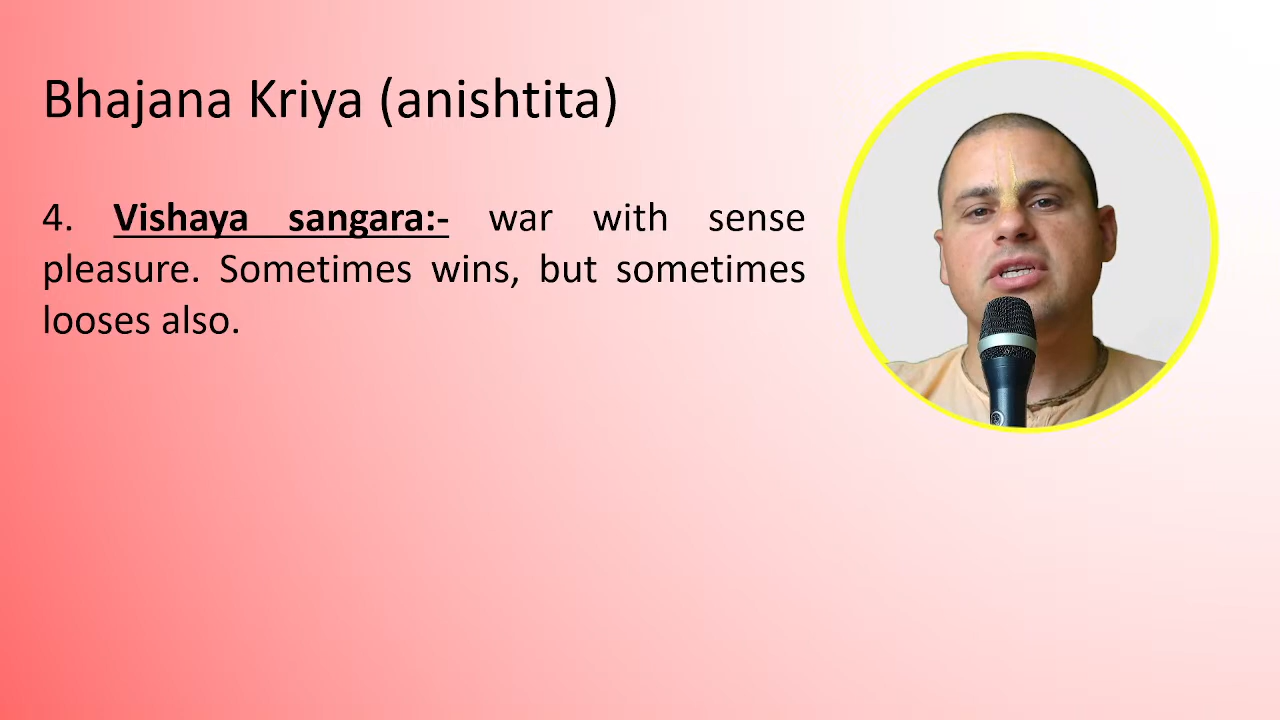 Bhajana Kriya (anishtita)
4. Vishaya sangara:- war with sense
pleasure. Sometimes wins, but sometimes
looses also.